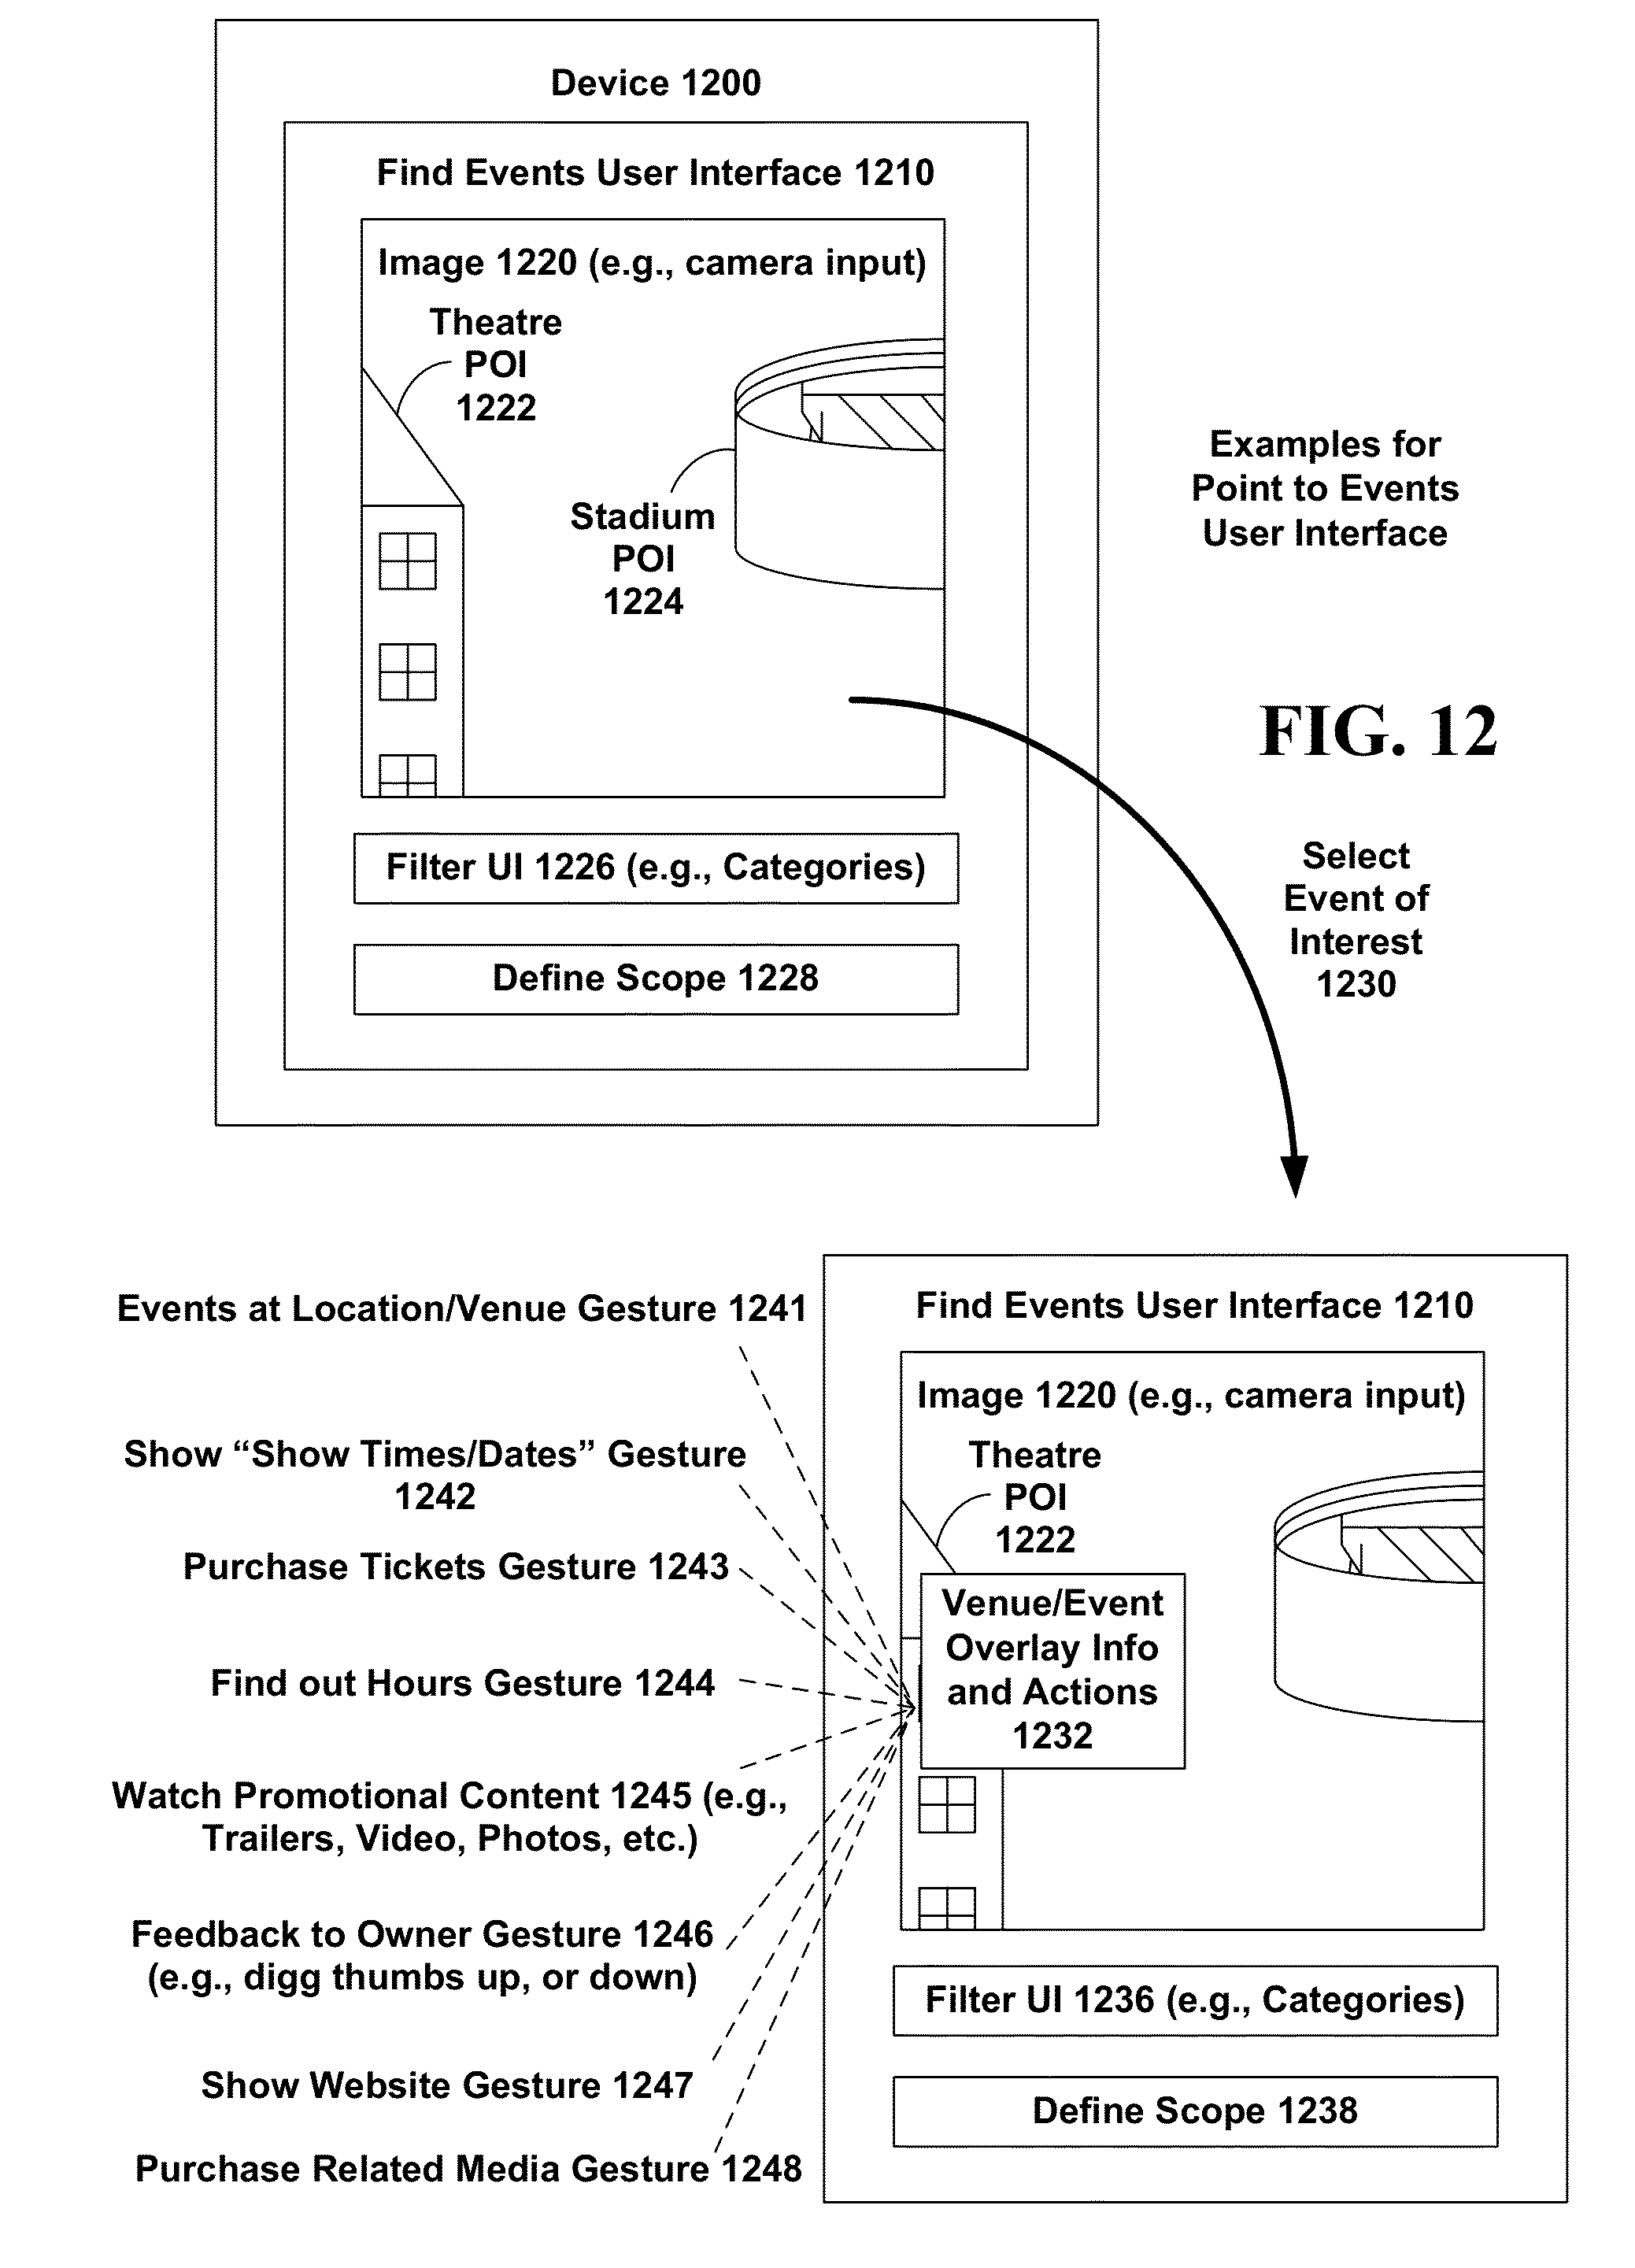 Device 1200
Find Events User Interface 1210
Image 1220 (e.g., camera input)
Theatre
POI
1222
Stadium
POI
1224
Filter UI 1226 (e.g., Categories)
Define Scope 1228
Examples for
Point to Events
User Interface
FIG. 12
Select
Event of
Interest
1230
Events at Location/Venue Gesture 1241
Show “Show Times/Dates” Gesture
1242
Purchase Tickets Gesture 1243
Find out Hours Gesture 1244
Watch Promotional Content 1245 (e.g.,
Trailers, Video, Photos, etc.)
Feedback to Owner Gesture 1246
(e.g., digg thumbs up, or down)
Show Website Gesture 1247
Purchase Related Media Gesture 1248
Find Events User Interface 1210
Image 1220 (e.g., camera input)
Theatre
POI
1222
Venue/Event
Overlay Info
and Actions
1232
Filter UI 1236 (e.g., Categories)
Define Scope 1238